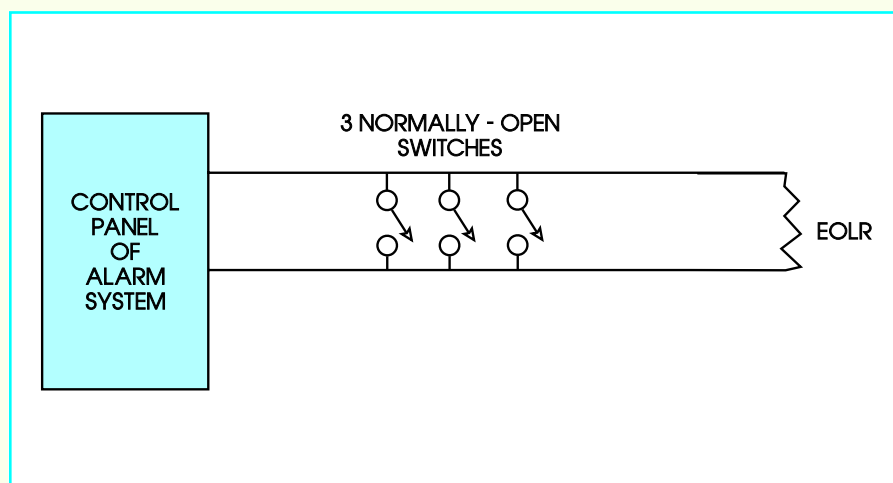 3 NORMALLY - OPEN
SWITCHES
CONTROL
PANEL
OF
ALARM
SYSTEM
EOLR